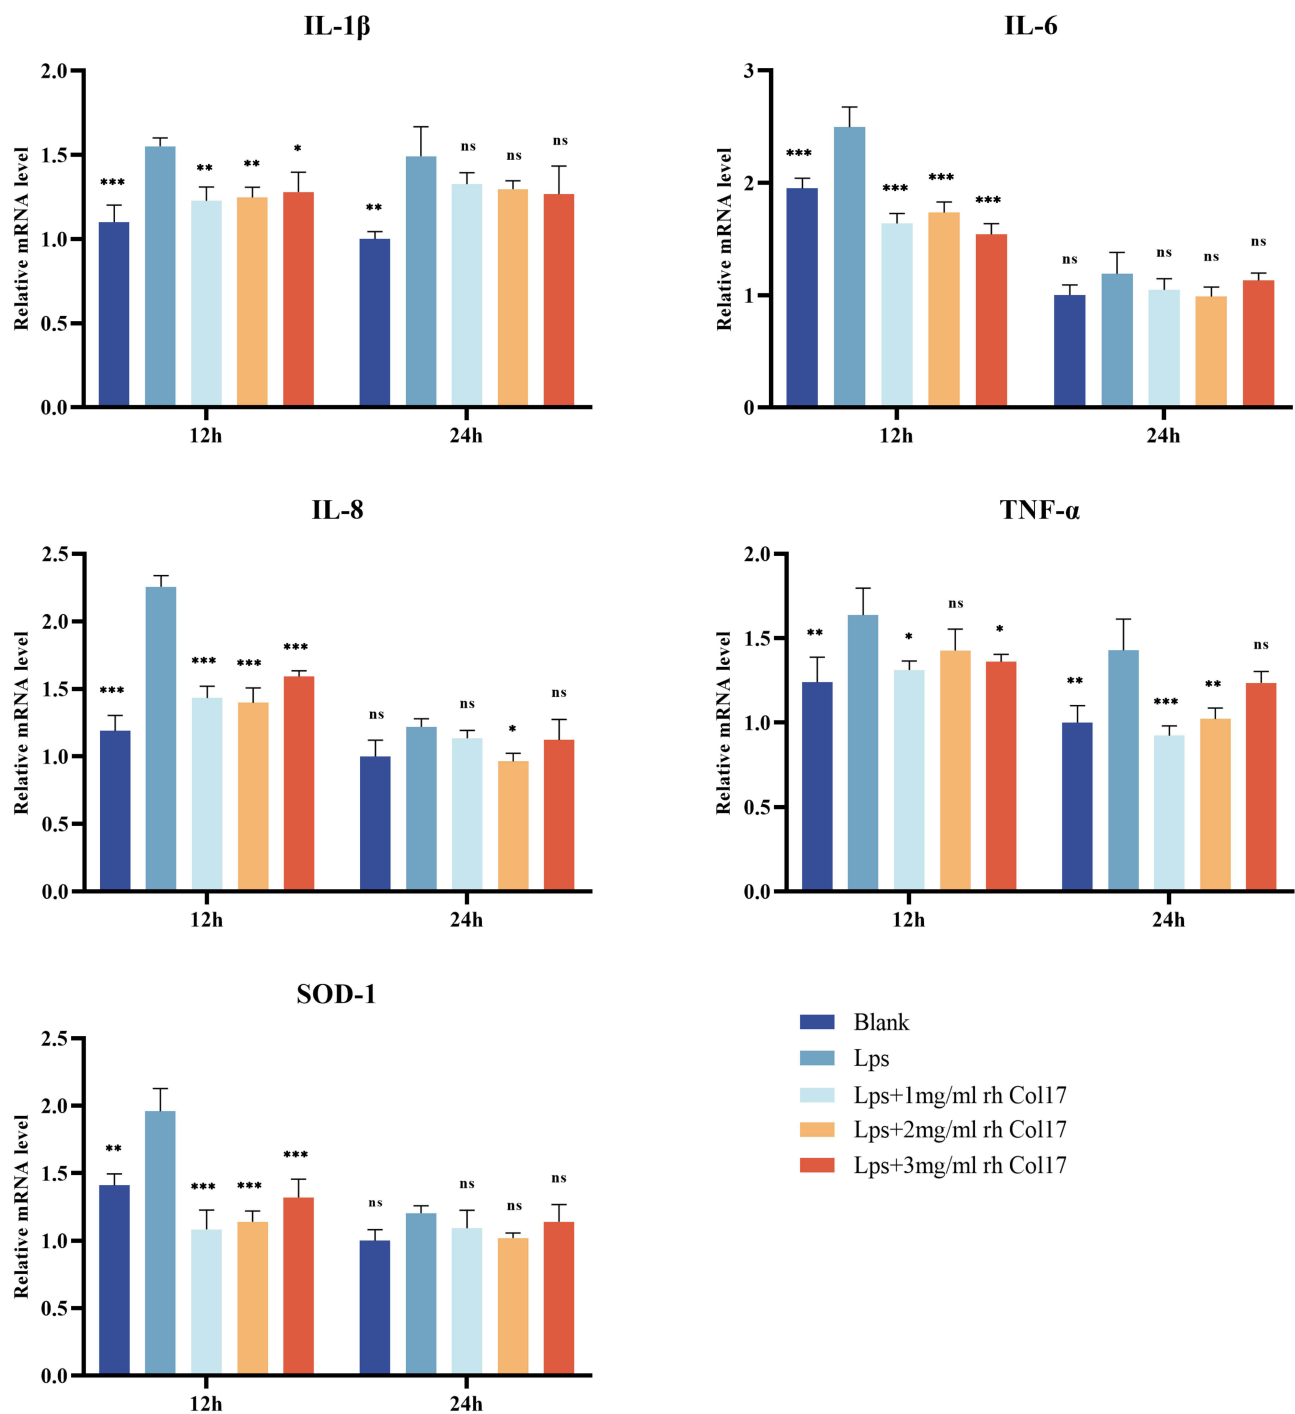 IL-1β
Relative mRNA level
2.0
1.5
1.0
0.5
0.0
***
**
**
*
**
ns
ns
ns
12h
24h
IL-6
Relative mRNA level
3
2
1
0
***
***
***
***
ns
ns
ns
ns
12h
24h
IL-8
Relative mRNA level
2.5
2.0
1.5
1.0
0.5
0.0
***
***
***
***
ns
ns
*
ns
12h
24h
TNF-α
Relative mRNA level
2.0
1.5
1.0
0.5
0.0
**
*
ns
*
**
***
**
ns
12h
24h
SOD-1
Relative mRNA level
2.5
2.0
1.5
1.0
0.5
0.0
**
***
***
***
ns
ns
ns
ns
12h
24h
Blank
Lps
Lps+1mg/ml rh Col17
Lps+2mg/ml rh Col17
Lps+3mg/ml rh Col17